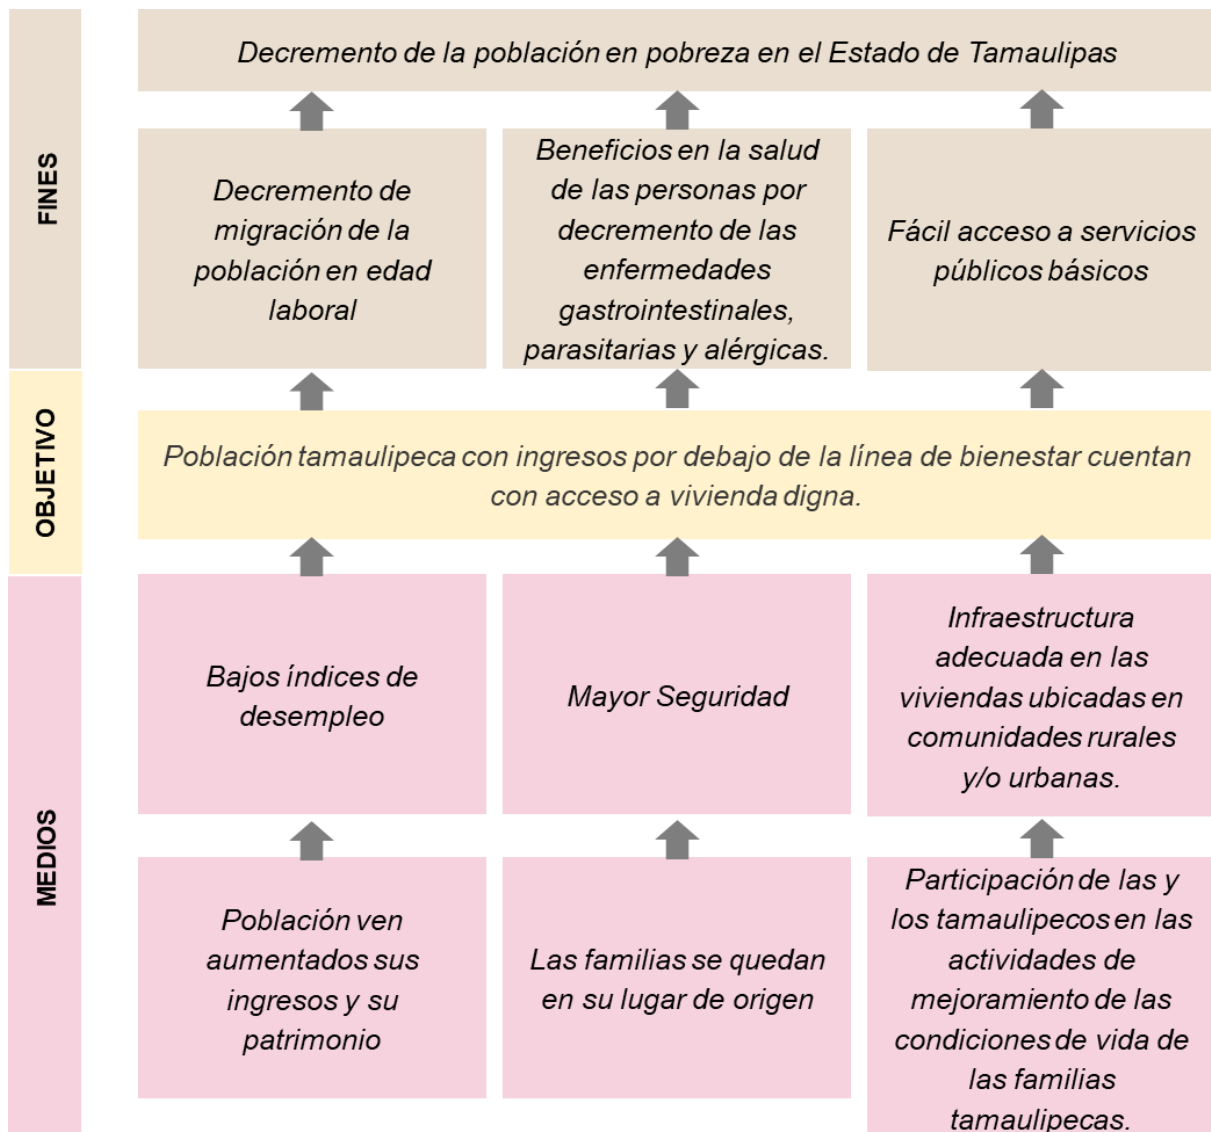 FINES
Decremento de la población en pobreza en el Estado de Tamaulipas
Decremento de
migración de la
población en edad
laboral
Beneficios en la salud
de las personas por
decremento de las
enfermedades
gastrointestinales,
parasitarias y alérgicas.
Fácil acceso a servicios
públicos básicos
OBJETIVO
Población tamaulipeca con ingresos por debajo de la línea de bienestar cuentan
con acceso a vivienda digna.
MEDIOS
Bajos índices de
desempleo
Mayor Seguridad
Infraestructura
adecuada en las
viviendas ubicadas en
comunidades rurales
y/o urbanas.
Población ven
aumentados sus
ingresos y su
patrimonio
Las familias se quedan
en su lugar de origen
Participación de las y
los tamaulipecos en las
actividades de
mejoramiento de las
condiciones de vida de
las familias
tamaulipecas.